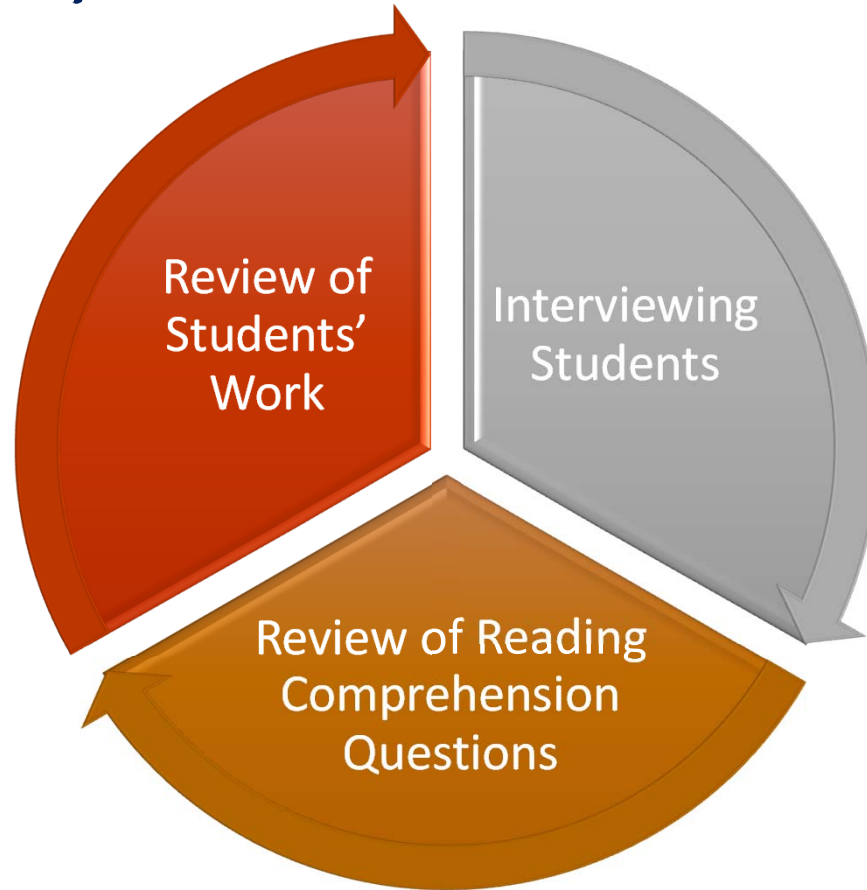 Review of
Students’
Work
Interviewing
Students
Review of Reading
Comprehension
Questions